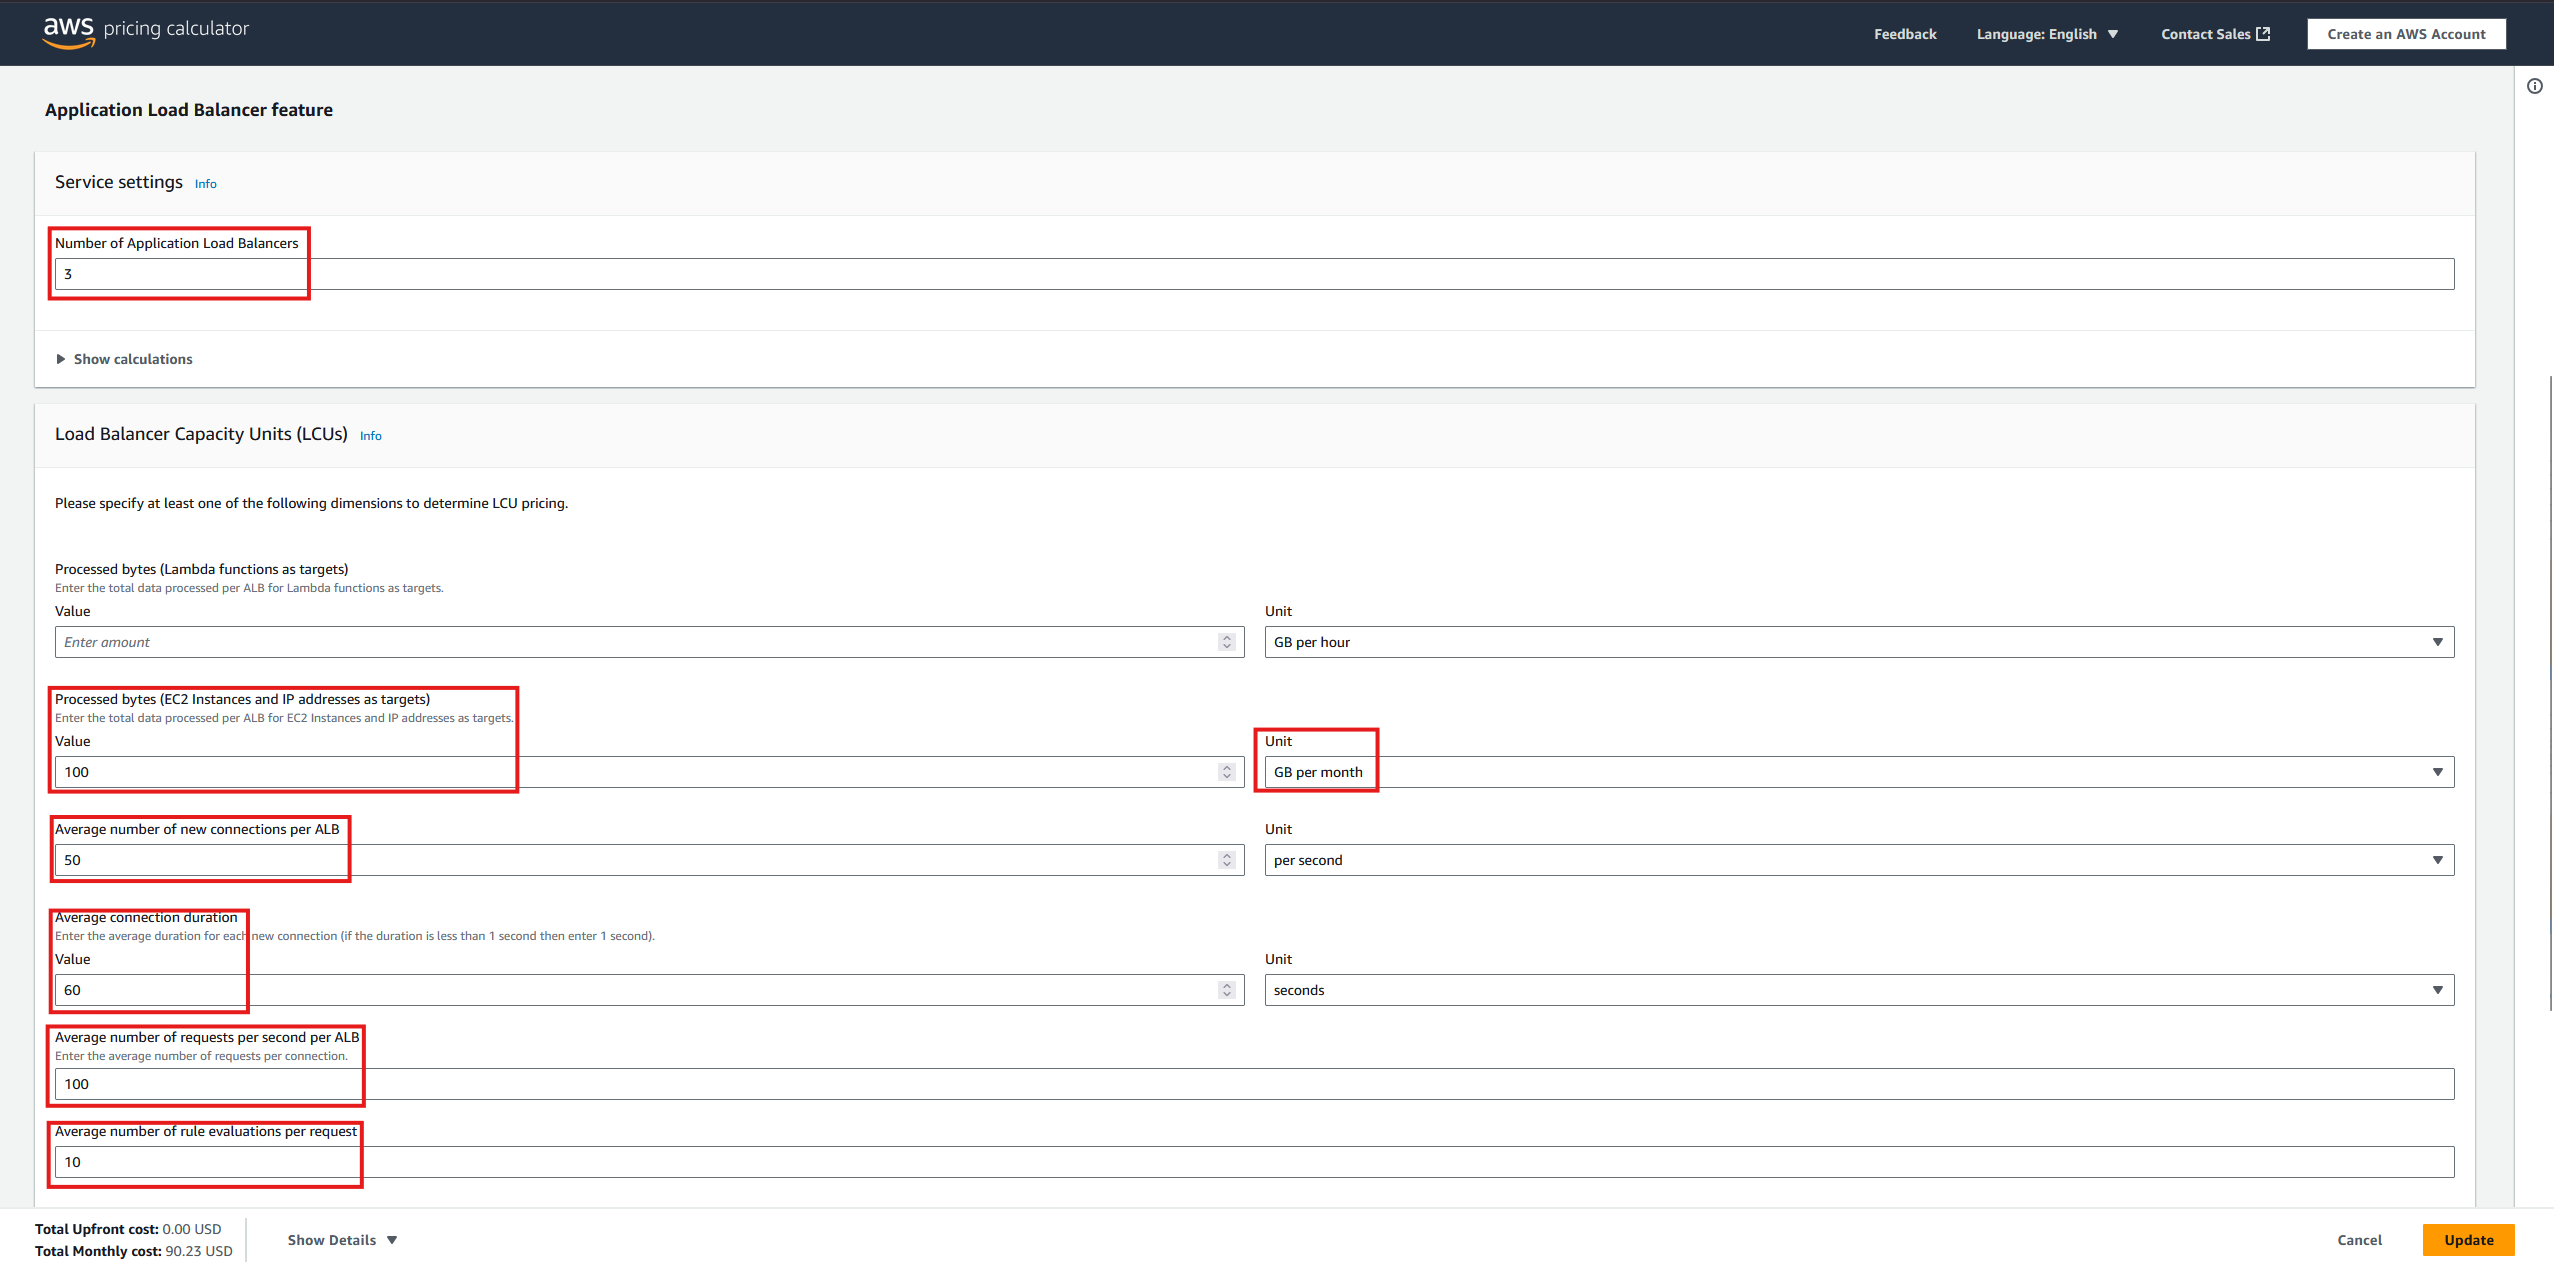 aws pricing calculator
Feedback
Language: English
Contact Sales
Create an AWS Account
Application Load Balancer feature
Service settings Info
Number of Application Load Balancers
3
Show calculations
Load Balancer Capacity Units (LCUs) Info
Please specify at least one of the following dimensions to determine LCU pricing.
Processed bytes (Lambda functions as targets)
Enter the total data processed per ALB for Lambda functions as targets.
Value
Unit
Enter amount
GB per hour
Processed bytes (EC2 Instances and IP addresses as targets)
Enter the total data processed per ALB for EC2 Instances and IP addresses as targets.
Value
Unit
100
GB per month
Average number of new connections per ALB
Unit
50
per second
Average connection duration
Enter the average duration for each new connection (if the duration is less than 1 second then enter 1 second).
Value
Unit
60
seconds
Average number of requests per second per ALB
Enter the average number of requests per connection.
100
Average number of rule evaluations per request
10
Total Upfront cost: 0.00 USD
Total Monthly cost: 90.23 USD
Show Details
Cancel
Update